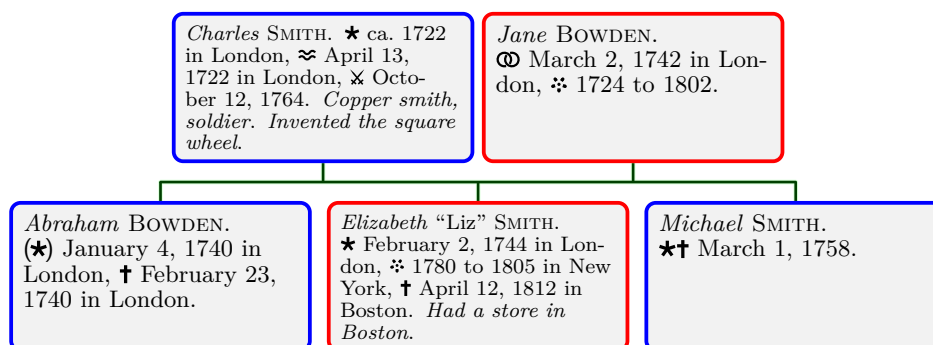 Charles SMITH. ★ ca. 1722
in London, ≈ April 13,
1722 in London, ⚔ Octo-
ber 12, 1764. Copper smith,
soldier. Invented the square
wheel.
Jane BOWDEN.
⚭ March 2, 1742 in Lon-
don, ⁘ 1724 to 1802.
Abraham BOWDEN.
(★) January 4, 1740 in
London, † February 23,
1740 in London.
Elizabeth “Liz” SMITH.
★ February 2, 1744 in Lon-
don, ⁘ 1780 to 1805 in New
York, † April 12, 1812 in
Boston. Had a store in
Boston.
Michael SMITH.
★† March 1, 1758.